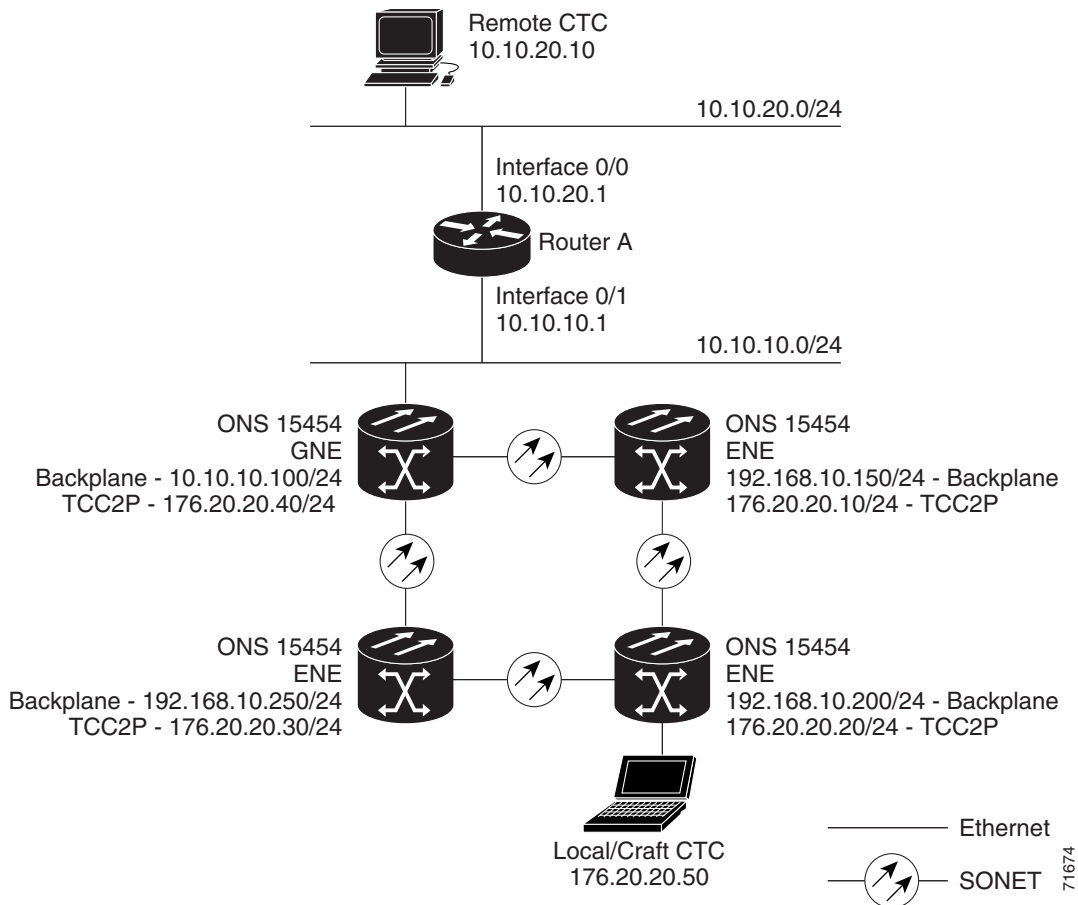 Remote CTC
10.10.20.10
10.10.20.0/24
Interface 0/0
10.10.20.1
Router A
Interface 0/1
10.10.10.1
10.10.10.0/24
ONS 15454
GNE
Backplane - 10.10.10.100/24
TCC2P - 176.20.20.40/24
ONS 15454
ENE
192.168.10.150/24 - Backplane
176.20.20.10/24 - TCC2P
ONS 15454
ENE
Backplane - 192.168.10.250/24
TCC2P - 176.20.20.30/24
ONS 15454
ENE
192.168.10.200/24 - Backplane
176.20.20.20/24 - TCC2P
Local/Craft CTC
176.20.20.50
Ethernet
SONET
71674